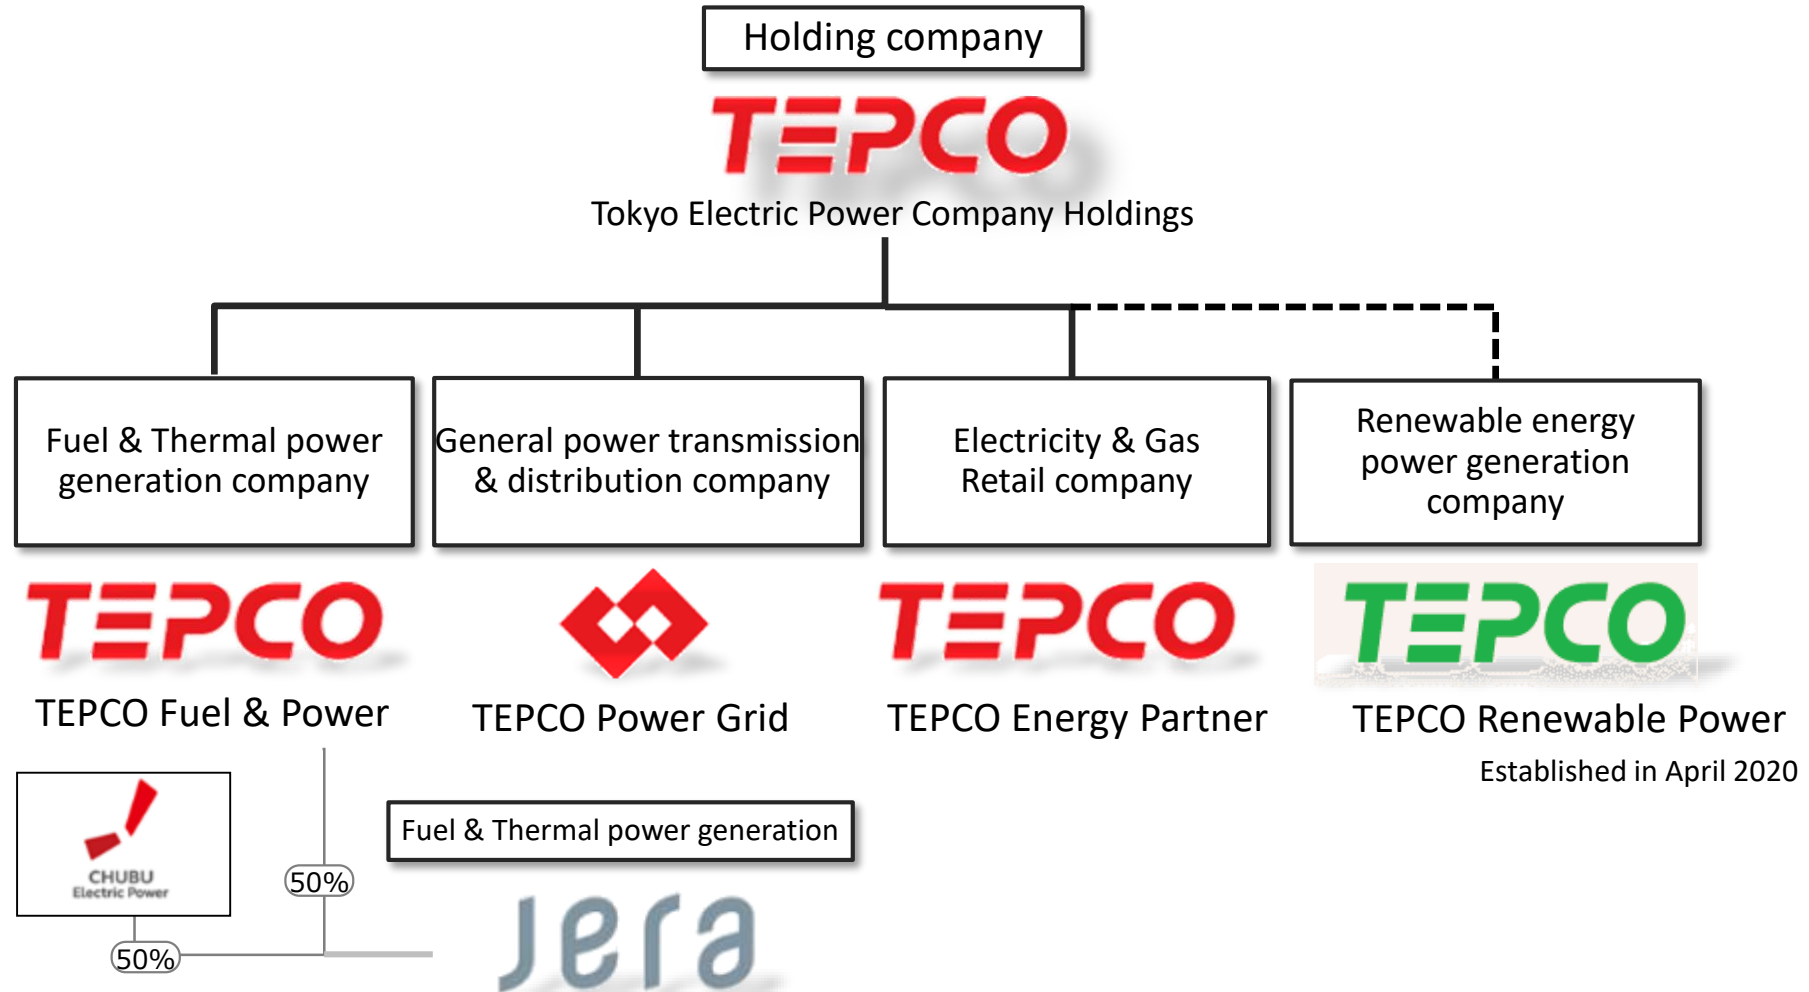 Holding company
TEPCO
Tokyo Electric Power Company Holdings
Fuel & Thermal power
generation company
General power transmission
& distribution company
Electricity & Gas
Retail company
Renewable energy
power generation
company
TEPCO
TEPCO
TEPCO
TEPCO Fuel & Power
TEPCO Power Grid
TEPCO Energy Partner
TEPCO Renewable Power
Established in April 2020
CHUBU
Electric Power
50%
50%
Fuel & Thermal power generation
Jera